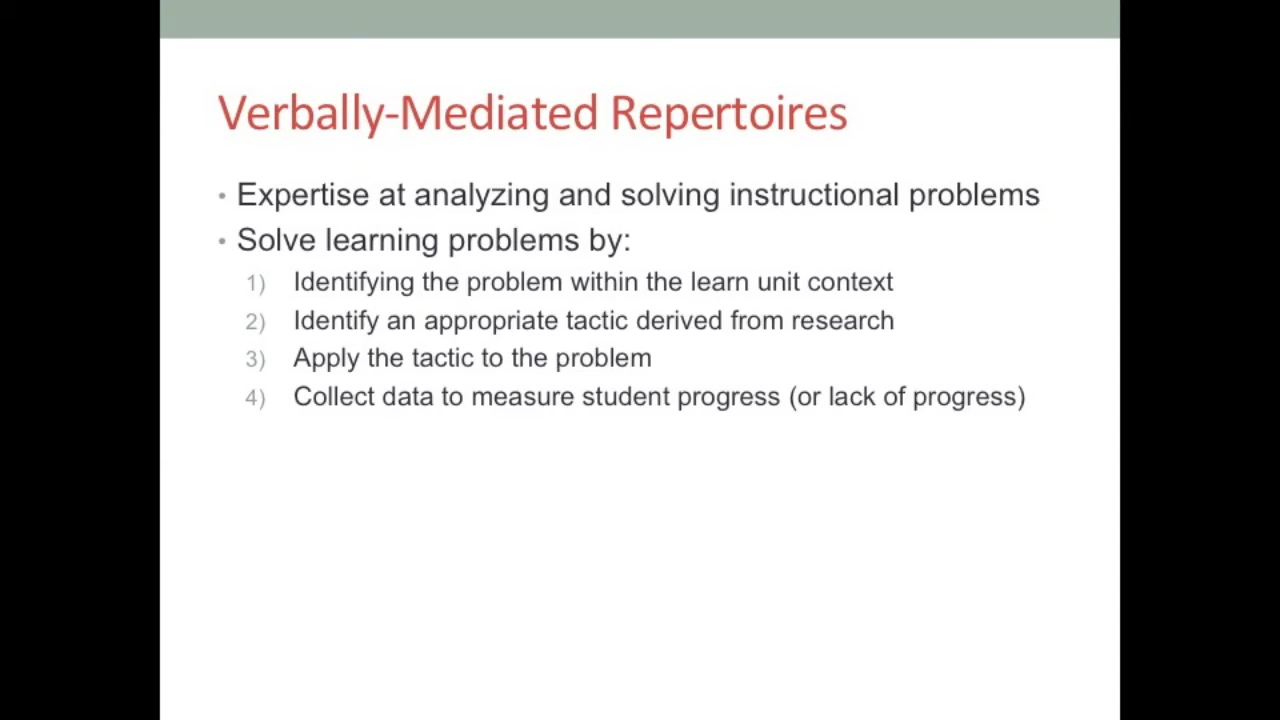 Verbally-Mediated Repertoires
• Expertise at analyzing and solving instructional problems
• Solve learning problems by:
1) Identifying the problem within the learn unit context
2) Identify an appropriate tactic derived from research
3) Apply the tactic to the problem
4) Collect data to measure student progress (or lack of progress)